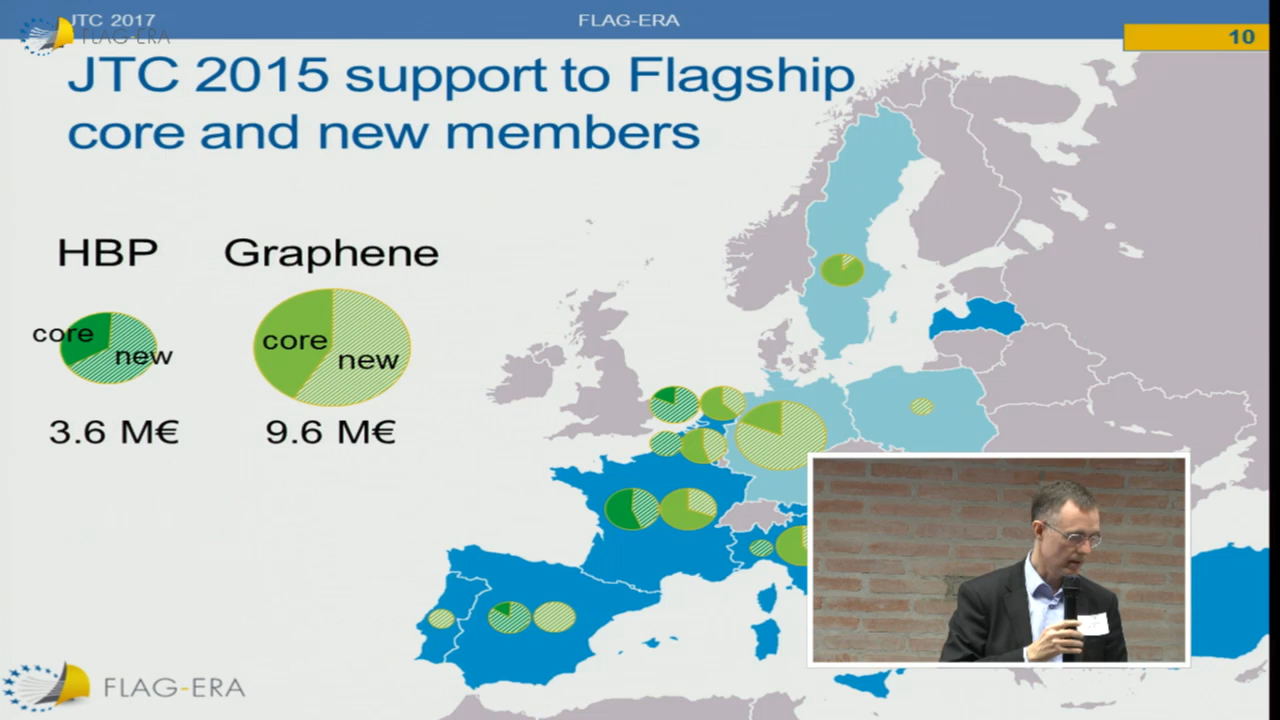 JTC 2017
FLAG-ERA
10
FLAG-ERA
JTC 2015 support to Flagship
core and new members
HBP
Graphene
core
new
core
new
3.6 M€
9.6 M€
FLAG-ERA